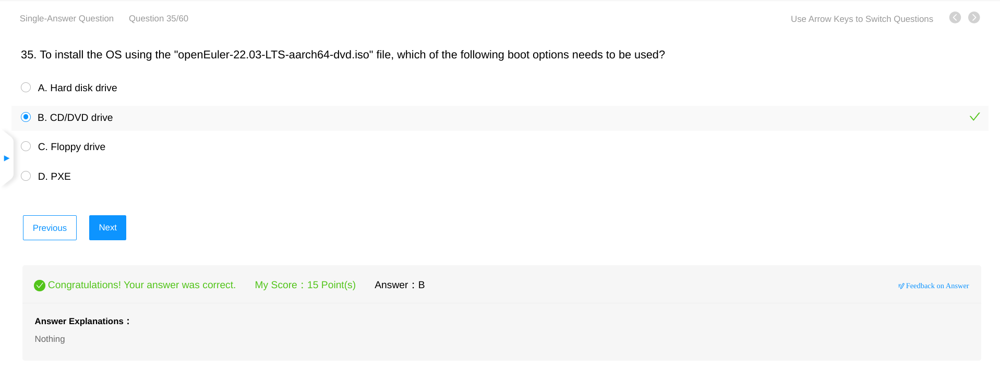 Single-Answer Question Question 35/60 Use Arrow Keys to Switch Questions
35. To install the OS using the "openEuler-22.03-LTS-aarch64-dvd.iso" file, which of the following boot options needs to be used?
A. Hard disk drive
B. CD/DVD drive
C. Floppy drive
D. PXE
Previous Next
Congratulations! Your answer was correct. My Score：15 Point(s) Answer：B Feedback on Answer
Answer Explanations：
Nothing